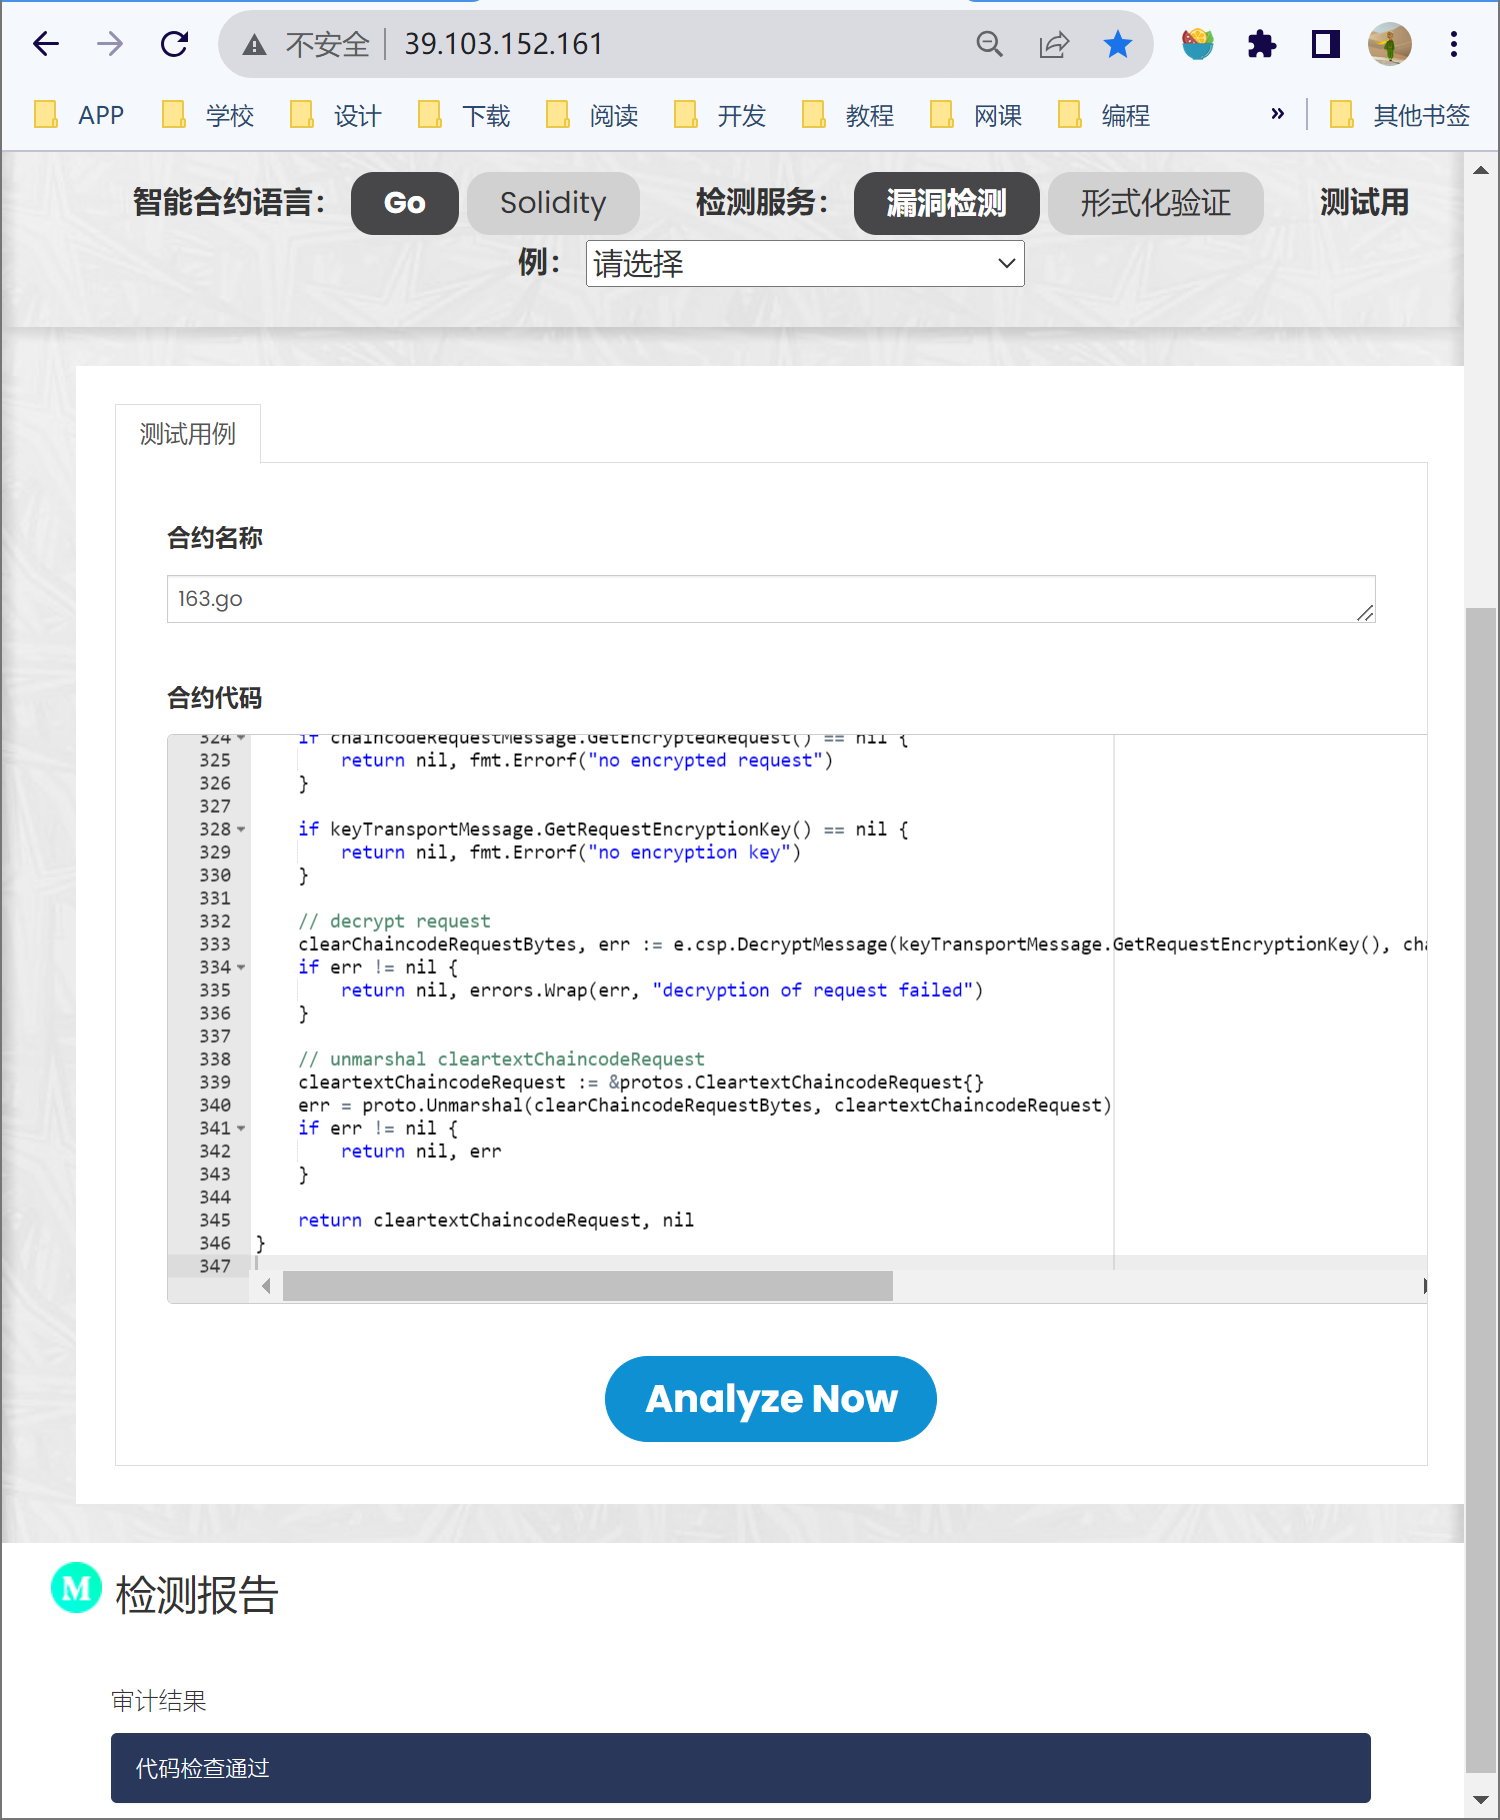 不安全 39.103.152.161
APP 学校 设计 下载 阅读 开发 教程 网课 编程 » 其他书签
智能合约语言： Go Solidity 检测服务： 漏洞检测 形式化验证 测试用
例： 请选择
测试用例
合约名称
163.go
合约代码
324 if chaincodeRequestMessage.GetEncryptedRequest() == nil {
325 return nil, fmt.Errorf("no encrypted request")
326 }
327
328 if keyTransportMessage.GetRequestEncryptionKey() == nil {
329 return nil, fmt.Errorf("no encryption key")
330 }
331
332 // decrypt request
333 clearChaincodeRequestBytes, err := e.csp.DecryptMessage(keyTransportMessage.GetRequestEncryptionKey(), cha
334 if err != nil {
335 return nil, errors.Wrap(err, "decryption of request failed")
336 }
337
338 // unmarshal cleartextChaincodeRequest
339 cleartextChaincodeRequest := &protos.CleartextChaincodeRequest{}
340 err = proto.Unmarshal(clearChaincodeRequestBytes, cleartextChaincodeRequest)
341 if err != nil {
342 return nil, err
343 }
344
345 return cleartextChaincodeRequest, nil
346 }
347
Analyze Now
M 检测报告
审计结果
代码检查通过